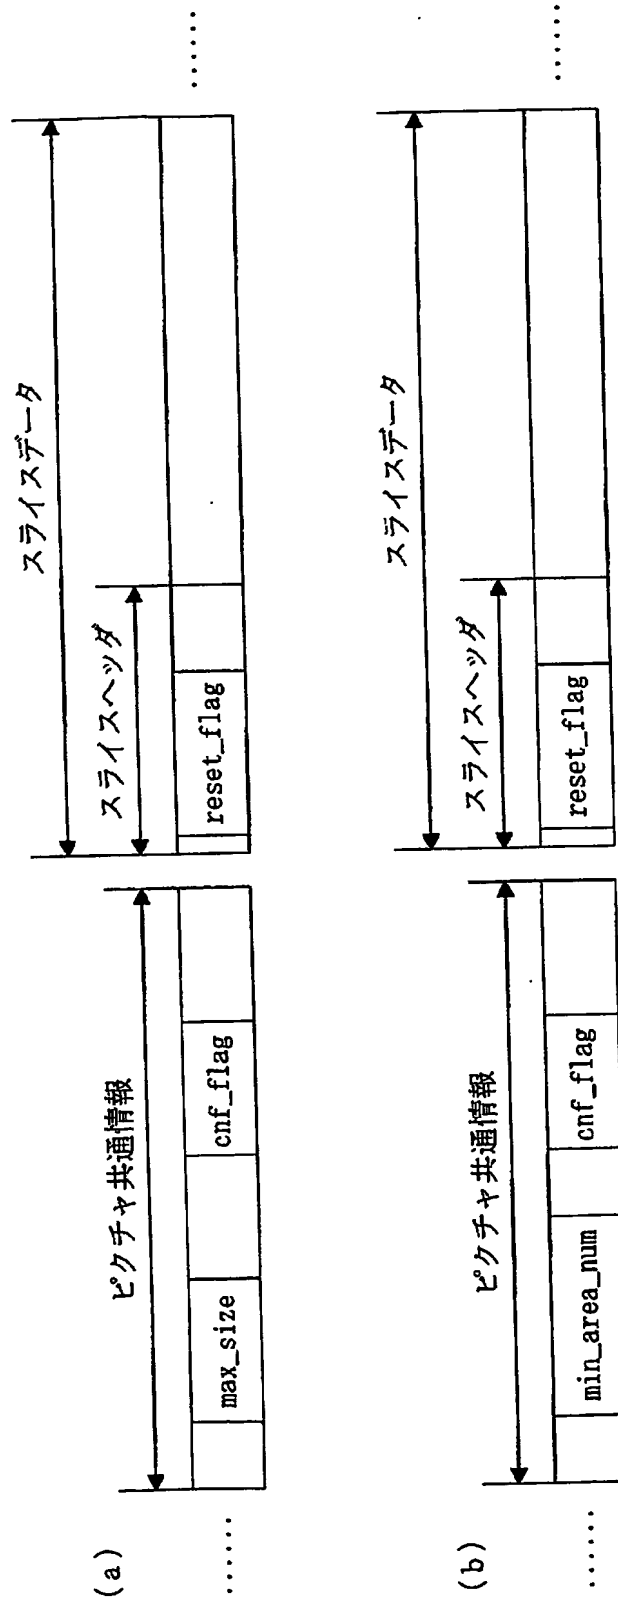 (a)
ピクチャ共通情報
スライスデータ
スライスヘッダ
...... max_size cnf_flag reset_flag ......
(b)
ピクチャ共通情報
スライスデータ
スライスヘッダ
...... min_area_num cnf_flag reset_flag ......